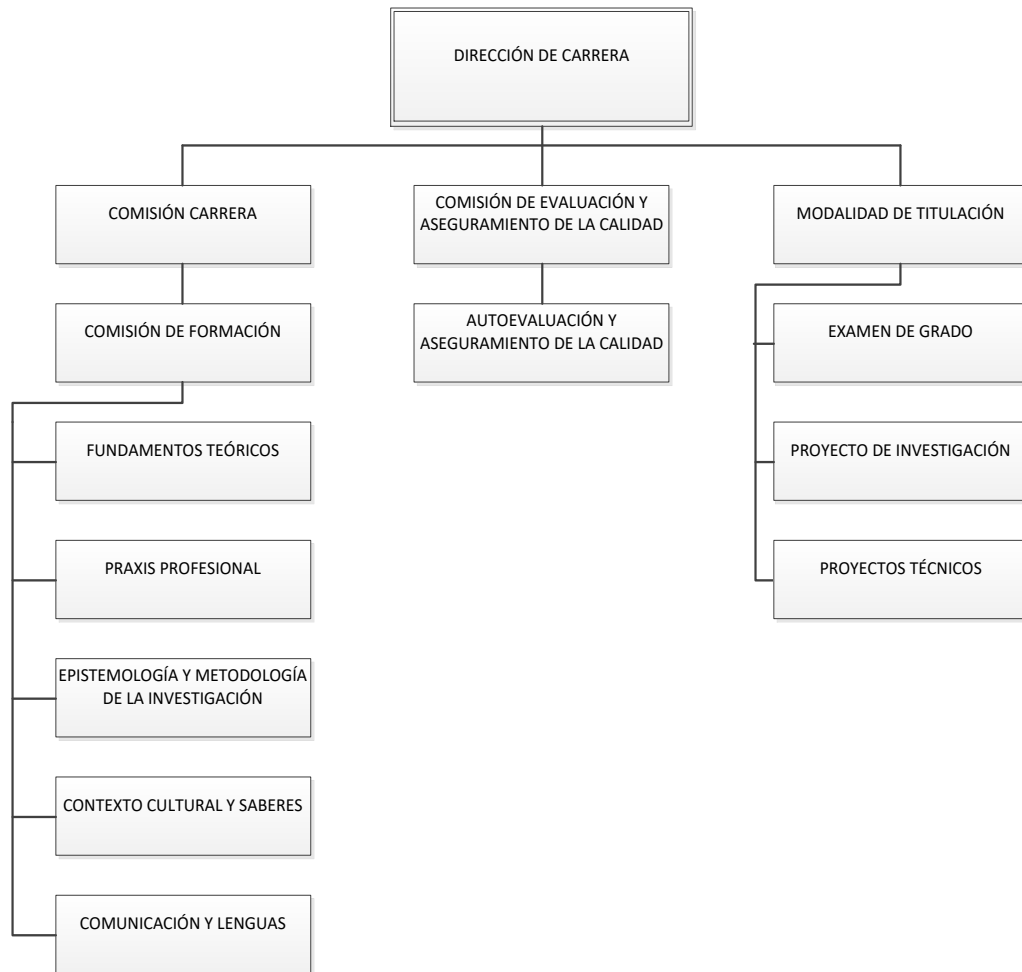 DIRECCIÓN DE CARRERA
COMISIÓN CARRERA
COMISIÓN DE EVALUACIÓN Y
ASEGURAMIENTO DE LA CALIDAD
MODALIDAD DE TITULACIÓN
COMISIÓN DE FORMACIÓN
AUTOEVALUACIÓN Y
ASEGURAMIENTO DE LA CALIDAD
EXAMEN DE GRADO
FUNDAMENTOS TEÓRICOS
PROYECTO DE INVESTIGACIÓN
PRAXIS PROFESIONAL
PROYECTOS TÉCNICOS
EPISTEMOLOGÍA Y METODOLOGÍA
DE LA INVESTIGACIÓN
CONTEXTO CULTURAL Y SABERES
COMUNICACIÓN Y LENGUAS